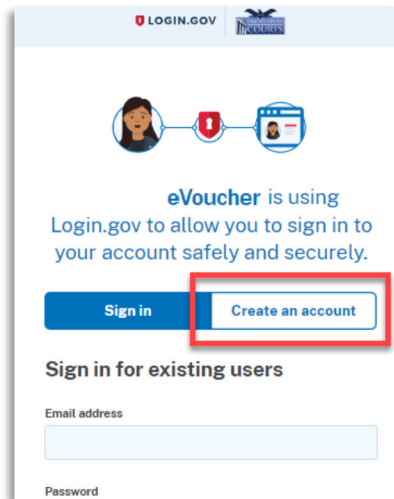 LOGIN.GOV
COURTS
eVoucher is using
Login.gov to allow you to sign in to
your account safely and securely.
Sign in Create an account
Sign in for existing users
Email address
Password